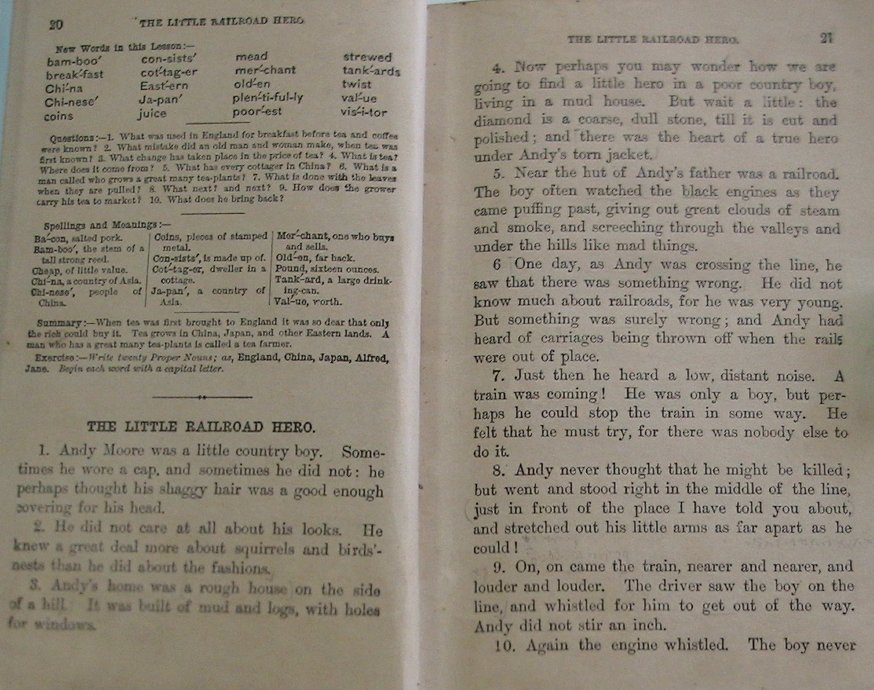 20 THE LITTLE RAILROAD HERO
New Words in this Lesson:—
bam-boo′ con-sists′ mead strewed
break′-fast cot′-tag-er mer′-chant tank′-ards
Chi′-na East′-ern old′-en twist
Chi-nese′ Ja-pan′ plen′-ti-ful-ly val′-ue
coins juice poor′-est vis′-i-tor
Questions:—1. What was used in England for breakfast before tea and coffee
were known? 2. What mistake did an old man and woman make, when tea was
first known? 3. What change has taken place in the price of tea? 4. What is tea?
Where does it come from? 5. What has every cottager in China? 6. What is a
man called who grows a great many tea-plants? 7. What is done with the leaves
when they are pulled? 8. What next? and next? 9. How does the grower
carry his tea to market? 10. What does he bring back?
Spellings and Meanings:—
Ba′-con, salted pork.
Bam-boo′, the stem of a
tall strong reed.
Cheap, of little value.
Chi-na, a country of Asia.
Chi-nese′, people of
China.
Coins, pieces of stamped
metal.
Con-sists′, is made up of.
Cot′-tag-er, dweller in a
cottage.
Ja-pan′, a country of
Asia.
Mer′-chant, one who buys
and sells.
Old′-en, far back.
Pound, sixteen ounces.
Tank′-ard, a large drink-
ing-can.
Val′-ue, worth.
Summary:—When tea was first brought to England it was so dear that only
the rich could buy it. Tea grows in China, Japan, and other Eastern lands. A
man who has a great many tea-plants is called a tea farmer.
Exercise:—Write twenty Proper Nouns; as, England, China, Japan, Alfred,
Jane. Begin each word with a capital letter.
THE LITTLE RAILROAD HERO.
1. Andy Moore was a little country boy. Some-
times he wore a cap, and sometimes he did not: he
perhaps thought his shaggy hair was a good enough
covering for his head.
2. He did not care at all about his looks. He
knew a great deal more about squirrels and birds'-
nests than he did about the fashions.
3. Andy's home was a rough house on the side
of a hill. It was built of mud and logs, with holes
for windows.
THE LITTLE RAILROAD HERO. 21
4. Now perhaps you may wonder how we are
going to find a little hero in a poor country boy,
living in a mud house. But wait a little: the
diamond is a coarse, dull stone, till it is cut and
polished; and there was the heart of a true hero
under Andy's torn jacket.
5. Near the hut of Andy's father was a railroad.
The boy often watched the black engines as they
came puffing past, giving out great clouds of steam
and smoke, and screeching through the valleys and
under the hills like mad things.
6 One day, as Andy was crossing the line, he
saw that there was something wrong. He did not
know much about railroads, for he was very young.
But something was surely wrong; and Andy had
heard of carriages being thrown off when the rails
were out of place.
7. Just then he heard a low, distant noise. A
train was coming! He was only a boy, but per-
haps he could stop the train in some way. He
felt that he must try, for there was nobody else to
do it.
8. Andy never thought that he might be killed;
but went and stood right in the middle of the line,
just in front of the place I have told you about,
and stretched out his little arms as far apart as he
could!
9. On, on came the train, nearer and nearer, and
louder and louder. The driver saw the boy on the
line, and whistled for him to get out of the way.
Andy did not stir an inch.
10. Again the engine whistled. The boy never